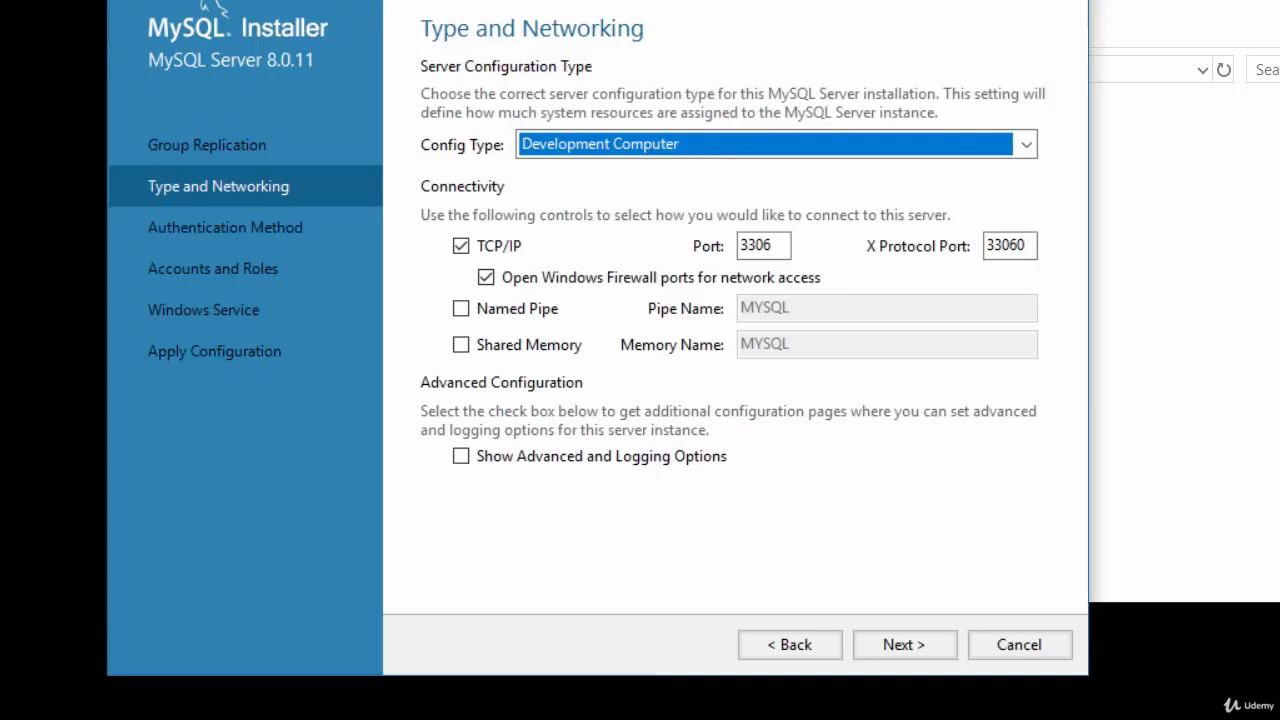 MySQL. Installer
MySQL Server 8.0.11
Group Replication
Type and Networking
Authentication Method
Accounts and Roles
Windows Service
Apply Configuration
Type and Networking
Server Configuration Type
Choose the correct server configuration type for this MySQL Server installation. This setting will
define how much system resources are assigned to the MySQL Server instance.
Config Type: Development Computer
Connectivity
Use the following controls to select how you would like to connect to this server.
TCP/IP Port: 3306 X Protocol Port: 33060
Open Windows Firewall ports for network access
Named Pipe Pipe Name: MYSQL
Shared Memory Memory Name: MYSQL
Advanced Configuration
Select the check box below to get additional configuration pages where you can set advanced
and logging options for this server instance.
Show Advanced and Logging Options
< Back Next > Cancel
Sea
Udemy